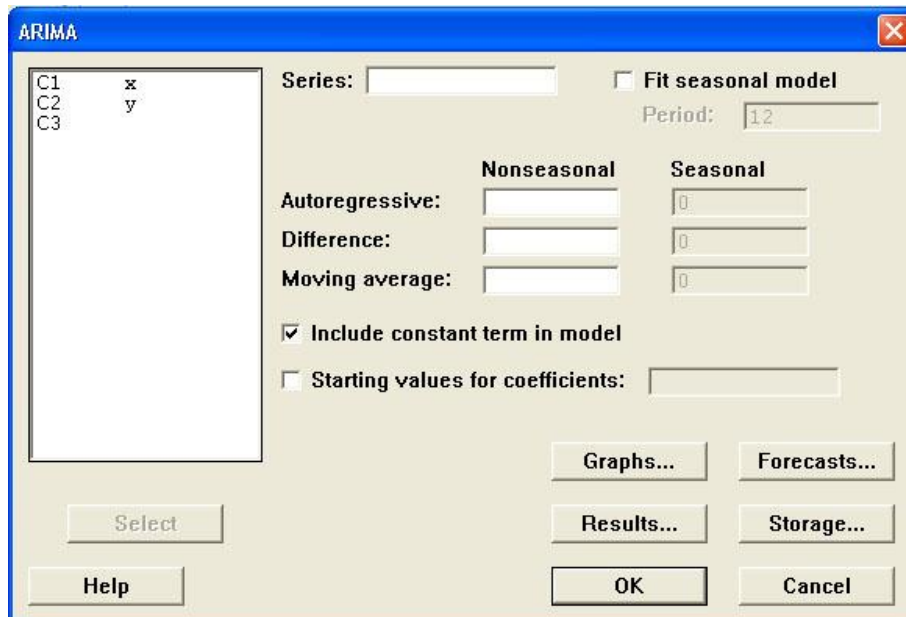 ARIMA
C1 x
C2 y
C3
Series:
Fit seasonal model
Period: 12
Nonseasonal Seasonal
Autoregressive: 0
Difference: 0
Moving average: 0
Include constant term in model
Starting values for coefficients:
Graphs... Forecasts...
Select Results... Storage...
Help OK Cancel